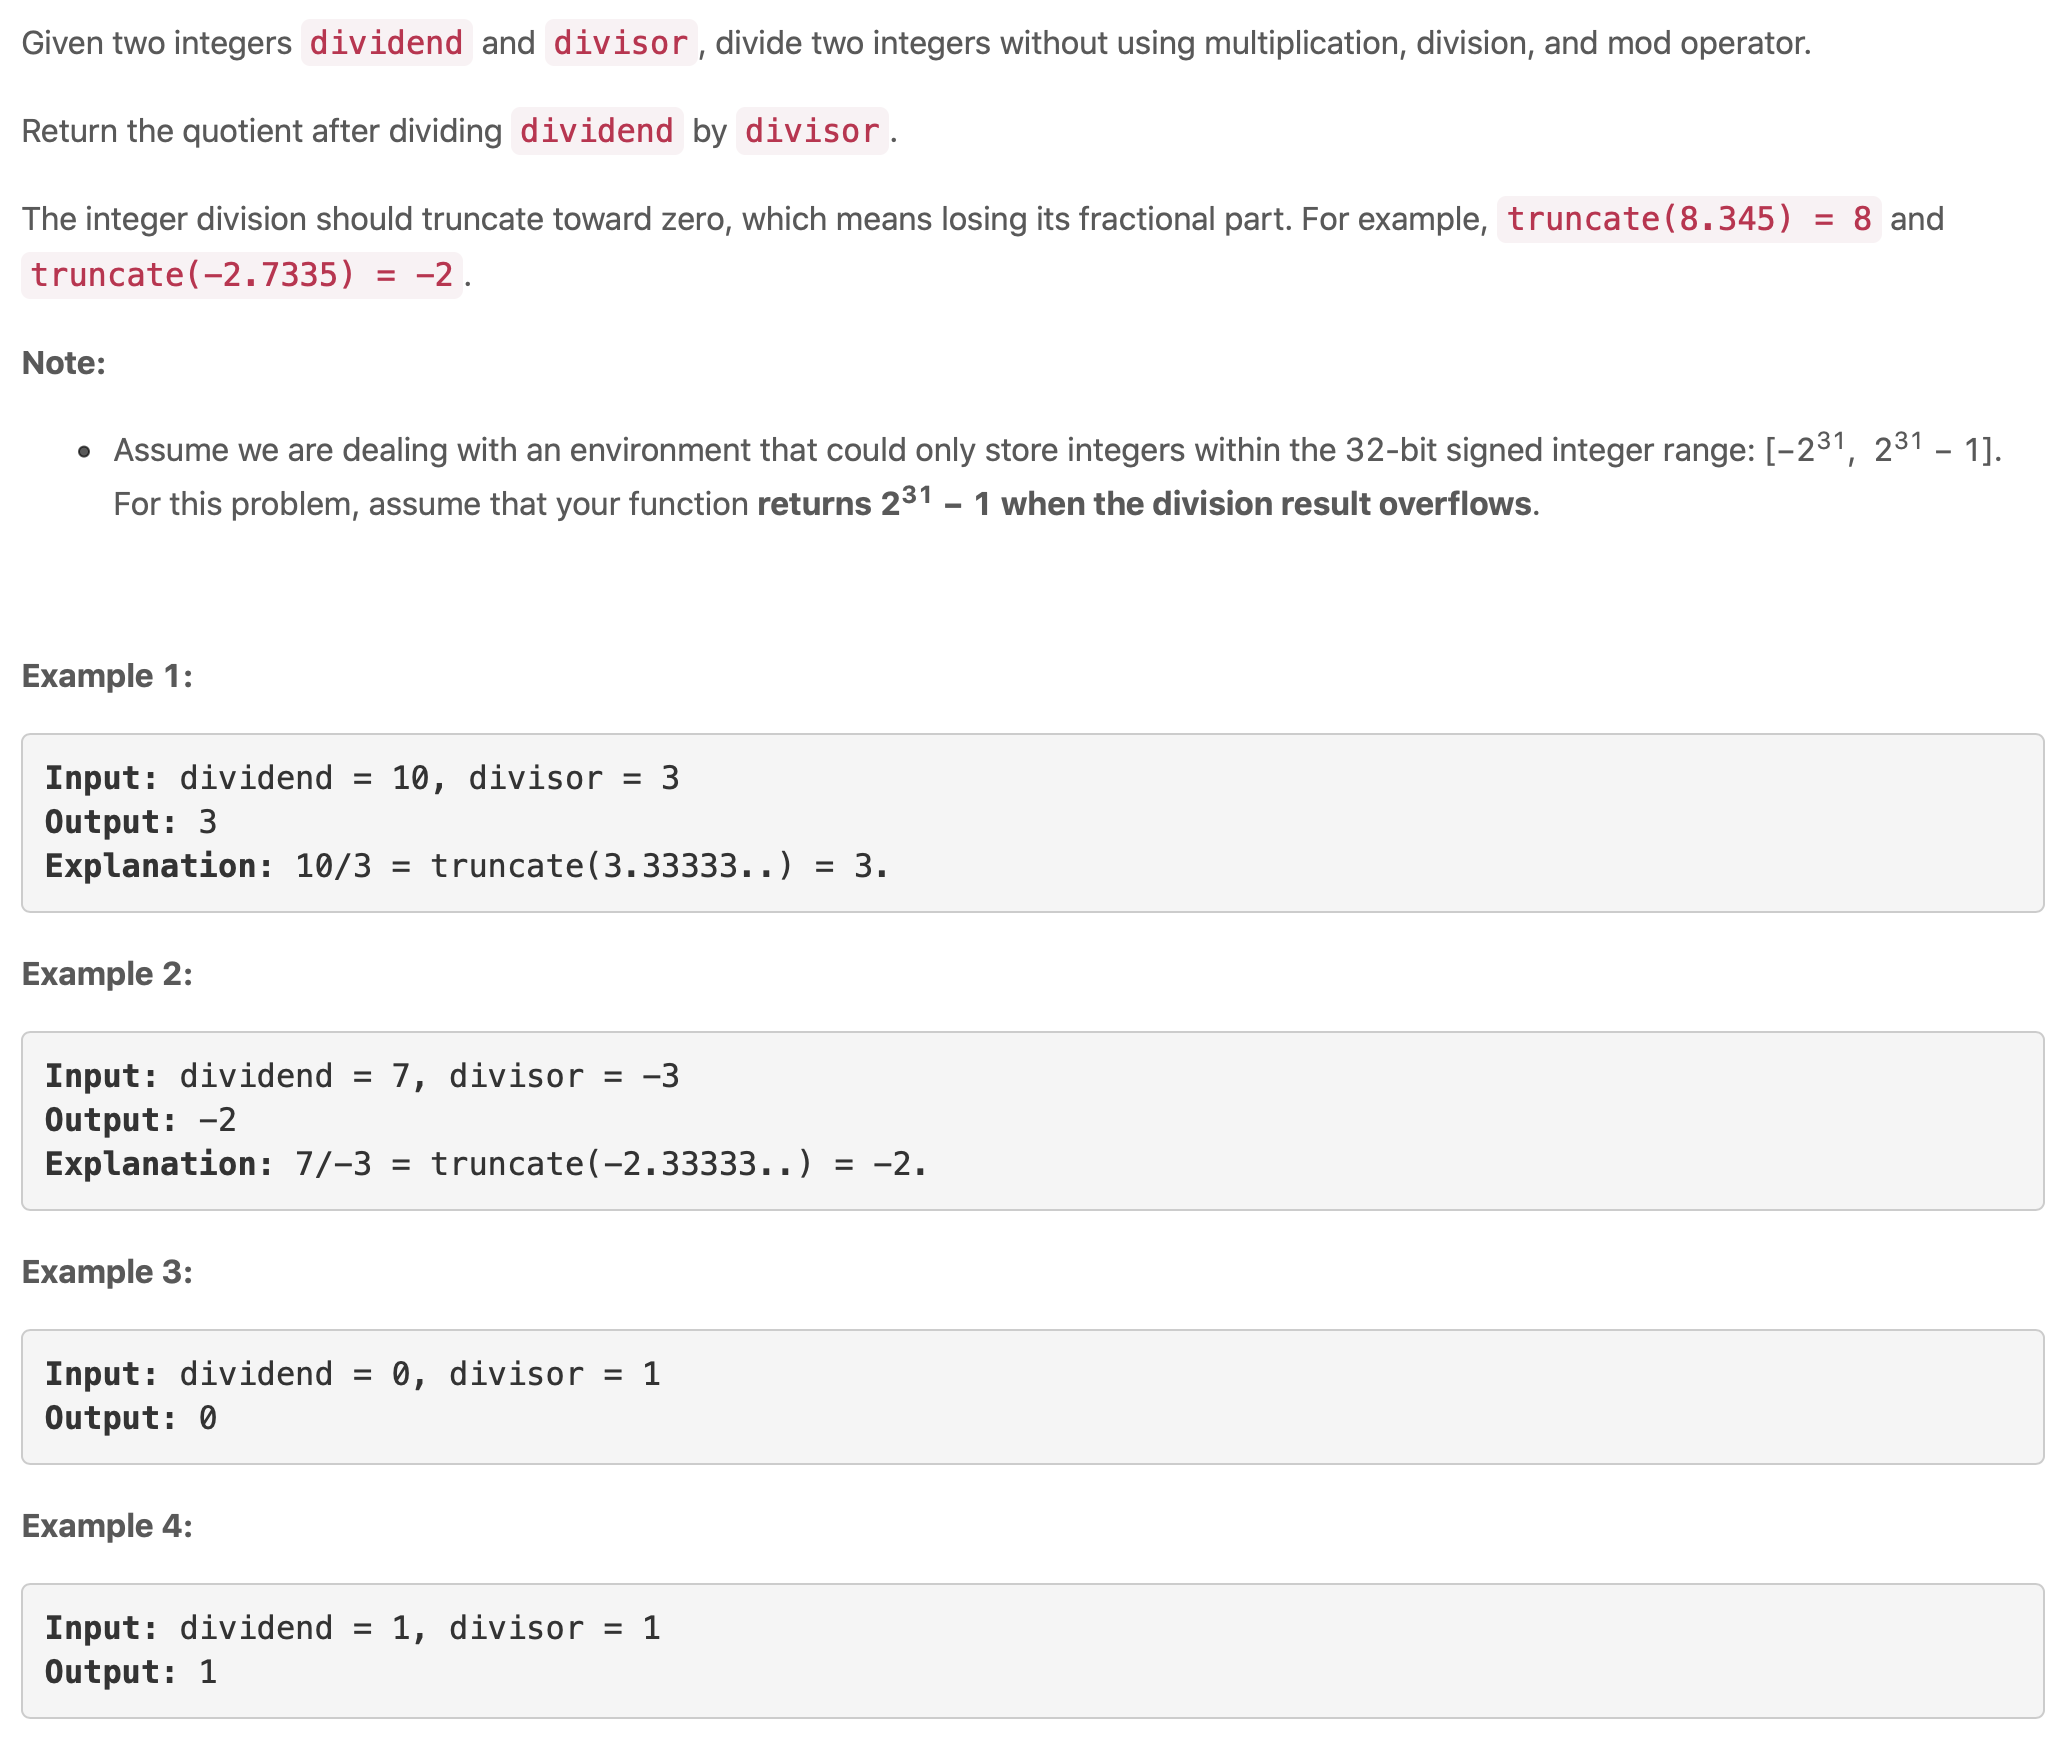 Given two integers dividend and divisor, divide two integers without using multiplication, division, and mod operator.
Return the quotient after dividing dividend by divisor.
The integer division should truncate toward zero, which means losing its fractional part. For example, truncate(8.345) = 8 and
truncate(−2.7335) = −2.
Note:
• Assume we are dealing with an environment that could only store integers within the 32-bit signed integer range: [−2³¹, 2³¹ − 1].
For this problem, assume that your function returns 2³¹ − 1 when the division result overflows.
Example 1:
Input: dividend = 10, divisor = 3
Output: 3
Explanation: 10/3 = truncate(3.33333..) = 3.
Example 2:
Input: dividend = 7, divisor = −3
Output: −2
Explanation: 7/−3 = truncate(−2.33333..) = −2.
Example 3:
Input: dividend = 0, divisor = 1
Output: 0
Example 4:
Input: dividend = 1, divisor = 1
Output: 1